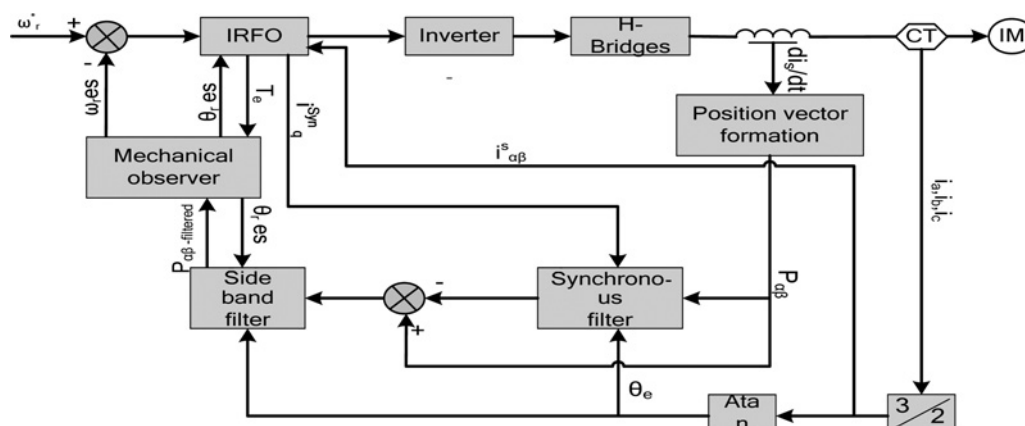 ω*r
+
-
IRFO
Inverter
-
H-
Bridges
dis/dt
CT
IM
ωr es
θr es
Te
i Syn q
Position vector
formation
Mechanical
observer
i s αβ
ia,ib,ic
Pαβ-filtered
θr es
Side
band
filter
-
+
Synchrono-
us
filter
Pαβ
θe
Ata
n
3/2